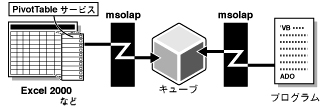 PivotTable サービス
msolap
msolap
'VB ----
ADO
Excel 2000
など
キューブ
プログラム